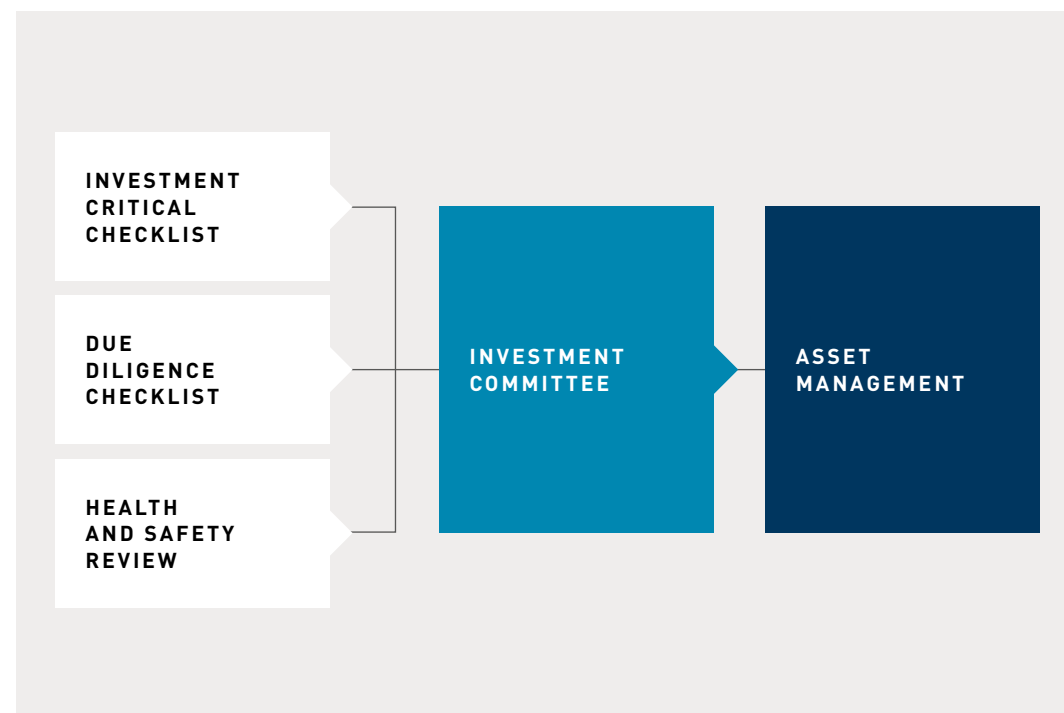 INVESTMENT
CRITICAL
CHECKLIST
DUE
DILIGENCE
CHECKLIST
HEALTH
AND SAFETY
REVIEW
INVESTMENT
COMMITTEE
ASSET
MANAGEMENT